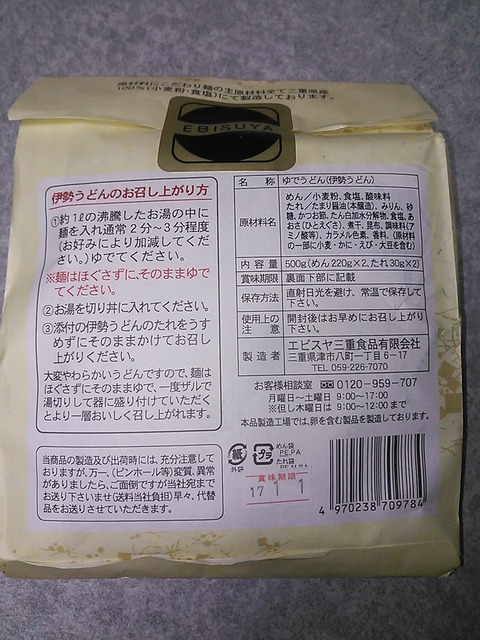 原材料にこだわり麺の主原材料全て三重県産
100%(小麦粉・食塩)にて製造しております。
EBISUYA
伊勢うどんのお召し上がり方
①約1ℓの沸騰したお湯の中に
麺を入れ通常2分～3分程度
(お好みにより加減してく
ださい。)ゆでてください。
※麺はほぐさずに、そのままゆで
てください。
②お湯を切り丼に入れてください。
③添付の伊勢うどんのたれをうす
めずにそのままかけてお召し
上がりください。
大変やわらかいうどんですので、麺は
ほぐさずにそのままゆで、一度ザルで
湯切りして器に盛り付けていただく
とより一層おいしく召し上がれます。
名 称 ゆでうどん(伊勢うどん)
原材料名 めん/小麦粉、食塩、酸味料
たれ/たまり醤油(本醸造)、みりん、砂
糖、かつお節、たん白加水分解物、食塩、あ
おさ(ひとえぐさ)、煮干、昆布、調味料(ア
ミノ酸等)、カラメル色素、香料、(原材料
の一部に小麦・かに・えび・大豆を含む)
内 容 量 500g(めん220g×2、たれ30g×2)
賞味期限 裏面下部に記載
保存方法 直射日光を避け、常温で保存して
下さい。
使用上の
注 意 開封後はお早めにお召し上がり下
さい。
製 造 者 エビスヤ三重食品有限会社
三重県津市八町一丁目6－17
TEL 059-226-7070
お客様相談室 0120-959-707
月曜日～土曜日 9:00～17:00
※但し木曜日は 9:00～12:00まで
本品製造工場では、卵を含む製品を製造しています。
当商品の製造及び出荷時には、充分注意して
おりますが、万一、(ピンホール等)変質、異常
がありましたら、ご面倒ですが当社宛まで
お送り下さいませ(送料当社負担)早々、代替
品をお送りさせていただきます。
紙
外袋
プラ
めん袋
PE,PA
たれ袋
賞味期限
17 1 1
4 970238 709784